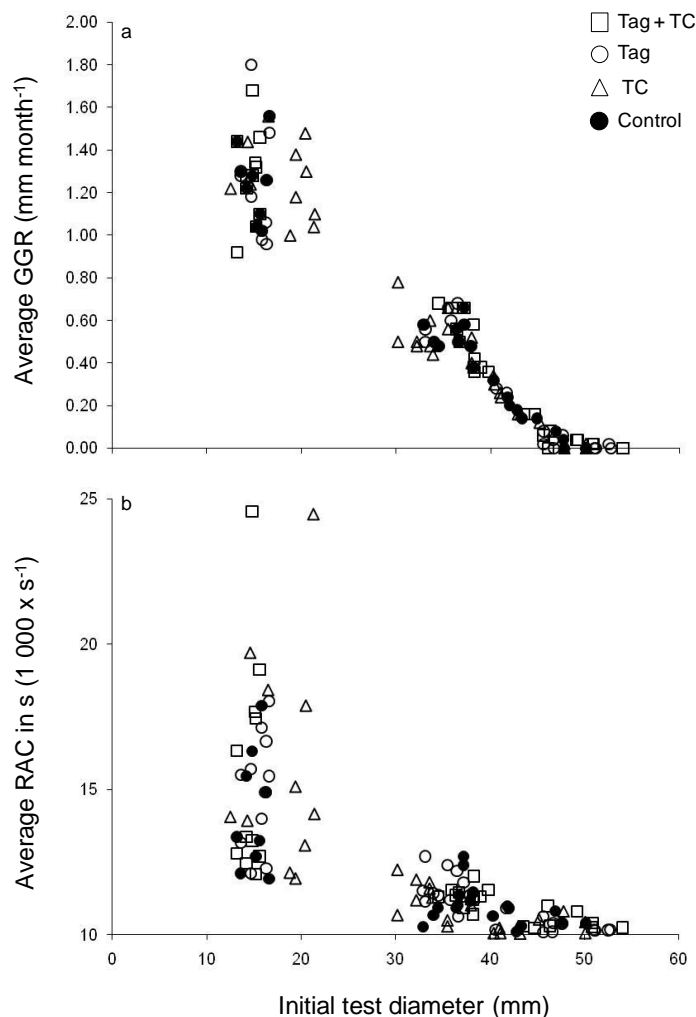 a
Tag + TC
Tag
TC
Control
Average GGR (mm month-1)
2.00
1.80
1.60
1.40
1.20
1.00
0.80
0.60
0.40
0.20
0.00
b
Average RAC in s (1 000 x s-1)
25
20
15
10
0 10 20 30 40 50 60
Initial test diameter (mm)